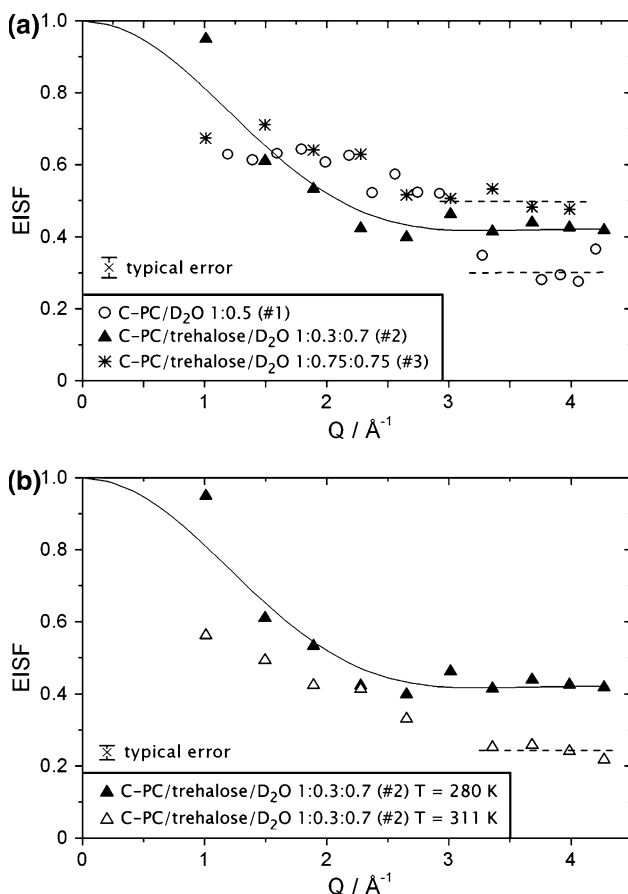 (a)
1.0
0.8
0.6
0.4
0.2
0
EISF
typical error
C-PC/D₂O 1:0.5 (#1)
C-PC/trehalose/D₂O 1:0.3:0.7 (#2)
C-PC/trehalose/D₂O 1:0.75:0.75 (#3)
0 1 2 3 4
Q / Å⁻¹
(b)
1.0
0.8
0.6
0.4
0.2
0
EISF
typical error
C-PC/trehalose/D₂O 1:0.3:0.7 (#2) T = 280 K
C-PC/trehalose/D₂O 1:0.3:0.7 (#2) T = 311 K
0 1 2 3 4
Q / Å⁻¹